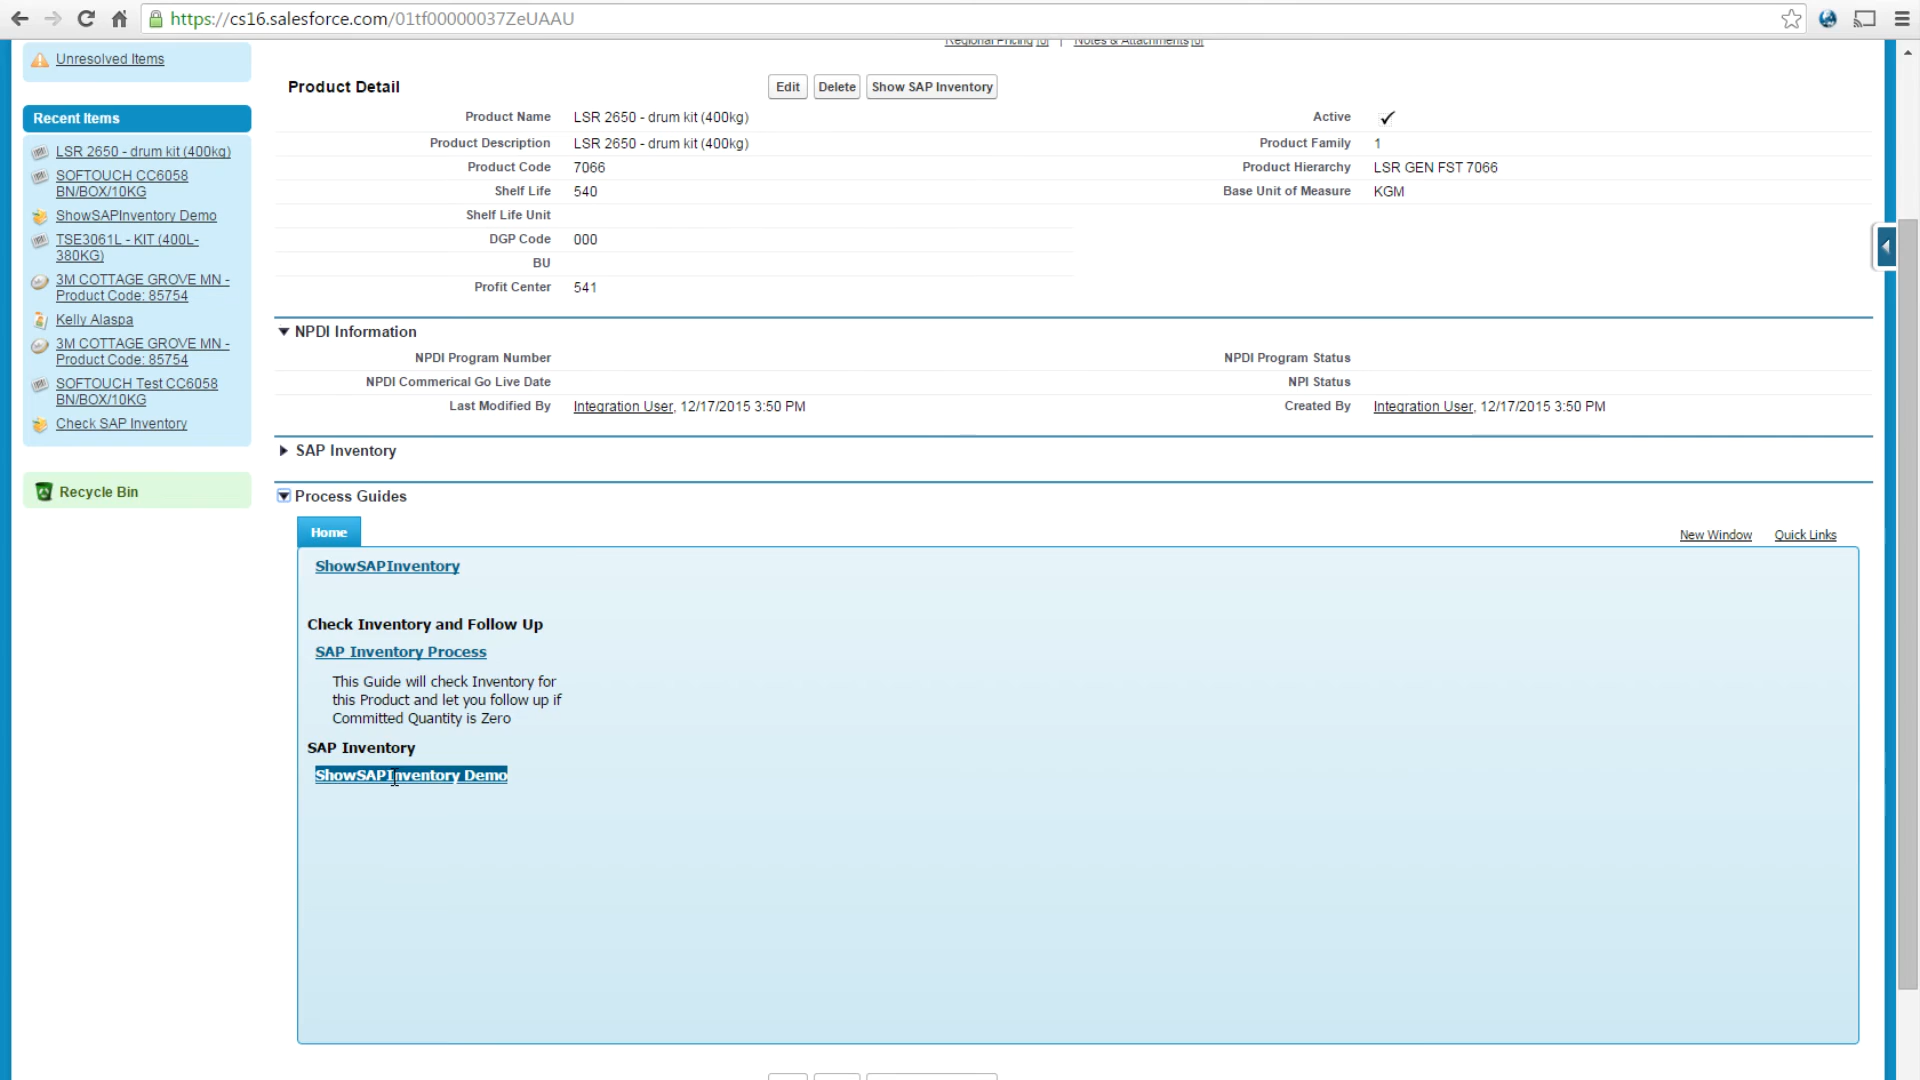 https://cs16.salesforce.com/01tf00000037ZeUAAU
Regional Pricing [0] | Notes & Attachments [0]
Unresolved Items
Recent Items
LSR 2650 - drum kit (400kg)
SOFTOUCH CC6058
BN/BOX/10KG
ShowSAPInventory Demo
TSE3061L - KIT (400L-
380KG)
3M COTTAGE GROVE MN -
Product Code: 85754
Kelly Alaspa
3M COTTAGE GROVE MN -
Product Code: 85754
SOFTOUCH Test CC6058
BN/BOX/10KG
Check SAP Inventory
Recycle Bin
Product Detail
Edit Delete Show SAP Inventory
Product Name LSR 2650 - drum kit (400kg) Active
Product Description LSR 2650 - drum kit (400kg) Product Family 1
Product Code 7066 Product Hierarchy LSR GEN FST 7066
Shelf Life 540 Base Unit of Measure KGM
Shelf Life Unit
DGP Code 000
BU
Profit Center 541
NPDI Information
NPDI Program Number NPDI Program Status
NPDI Commerical Go Live Date NPI Status
Last Modified By Integration User, 12/17/2015 3:50 PM Created By Integration User, 12/17/2015 3:50 PM
SAP Inventory
Process Guides
Home New Window Quick Links
ShowSAPInventory
Check Inventory and Follow Up
SAP Inventory Process
This Guide will check Inventory for
this Product and let you follow up if
Committed Quantity is Zero
SAP Inventory
ShowSAPInventory Demo